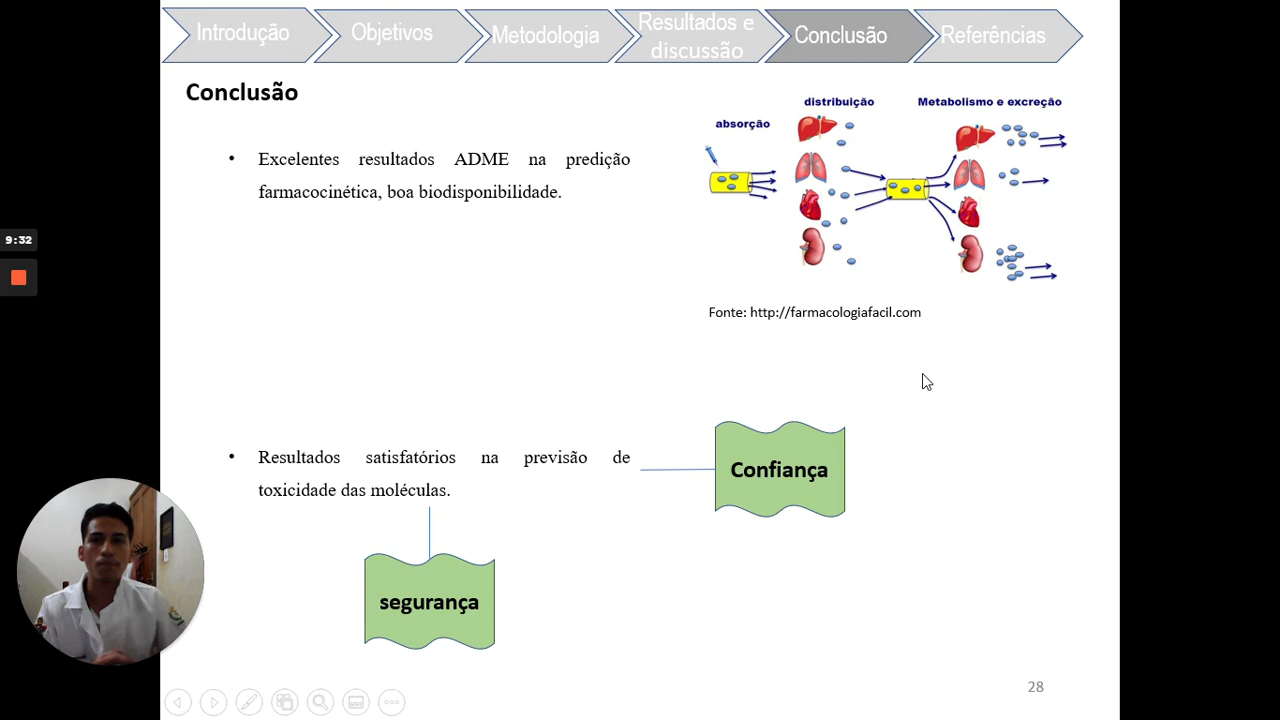 Introdução
Objetivos
Metodologia
Resultados e
discussão
Conclusão
Referências
Conclusão
• Excelentes resultados ADME na predição
farmacocinética, boa biodisponibilidade.
absorção
distribuição
Metabolismo e excreção
Fonte: http://farmacologiafacil.com
9:32
• Resultados satisfatórios na previsão de
toxicidade das moléculas.
Confiança
segurança
28